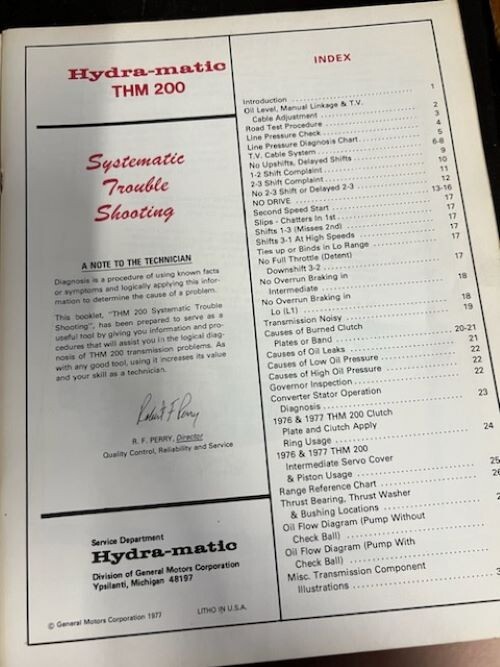 Hydra-matic
THM 200
Systematic
Trouble
Shooting
A NOTE TO THE TECHNICIAN
Diagnosis is a procedure of using known facts
or symptoms and logically applying this infor-
mation to determine the cause of a problem.
This booklet, "THM 200 Systematic Trouble
Shooting", has been prepared to serve as a
useful tool by giving you information and pro-
cedures that will assist you in the logical diag-
nosis of THM 200 transmission problems. As
with any good tool, using it increases its value
and your skill as a technician.
Robert F Perry
R. F. PERRY, Director
Quality Control, Reliability and Service
Service Department
Hydra-matic
Division of General Motors Corporation
Ypsilanti, Michigan 48197
© General Motors Corporation 1977 LITHO IN U.S.A.
INDEX
Introduction 1
Oil Level, Manual Linkage & T.V.
Cable Adjustment 2
Road Test Procedure 3
Line Pressure Check 4
Line Pressure Diagnosis Chart 5
T.V. Cable System 6-8
No Upshifts, Delayed Shifts 9
1-2 Shift Complaint 10
2-3 Shift Complaint 11
No 2-3 Shift or Delayed 2-3 12
NO DRIVE 13-16
Second Speed Start 17
Slips - Chatters In 1st 17
Shifts 1-3 (Misses 2nd) 17
Shifts 3-1 At High Speeds 17
Ties up or Binds in Lo Range 17
No Full Throttle (Detent)
Downshift 3-2 17
No Overrun Braking in
Intermediate 18
No Overrun Braking in
Lo (L1) 18
Transmission Noisy 19
Causes of Burned Clutch
Plates or Band 20-21
Causes of Oil Leaks 21
Causes of Low Oil Pressure 22
Causes of High Oil Pressure 22
Governor Inspection 22
Converter Stator Operation
Diagnosis 23
1976 & 1977 THM 200 Clutch
Plate and Clutch Apply
Ring Usage 24
1976 & 1977 THM 200
Intermediate Servo Cover
& Piston Usage 25
Range Reference Chart
Thrust Bearing, Thrust Washer
& Bushing Locations
Oil Flow Diagram (Pump Without
Check Ball)
Oil Flow Diagram (Pump With
Check Ball)
Misc. Transmission Component
Illustrations